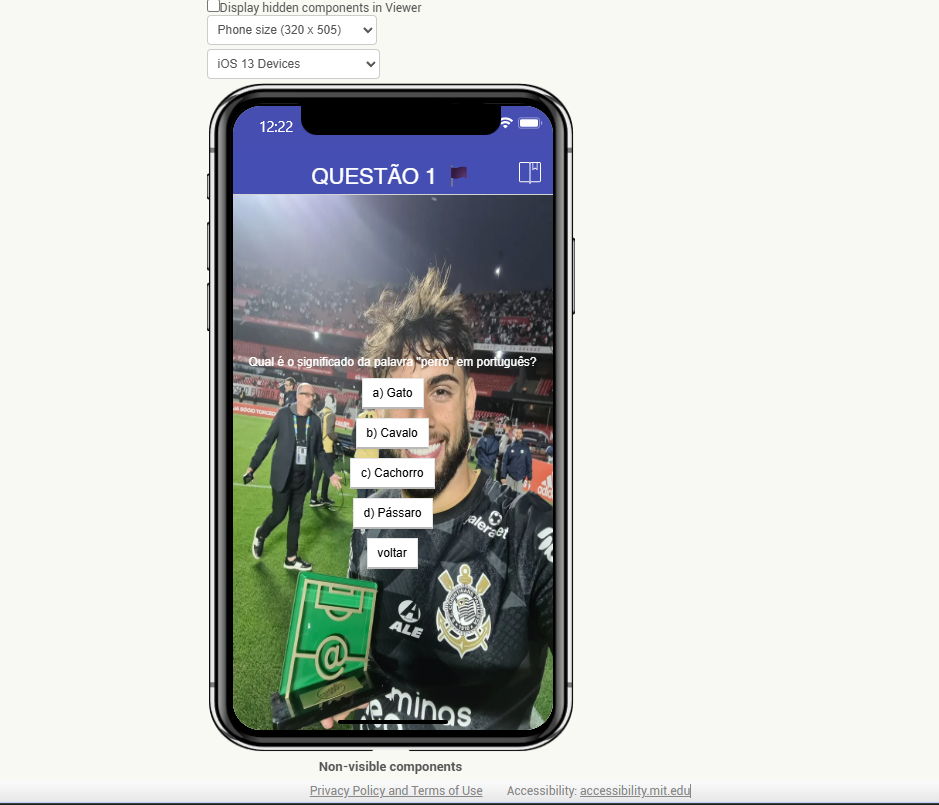 Display hidden components in Viewer
Phone size (320 x 505)
iOS 13 Devices
12:22
QUESTÃO 1
Qual é o significado da palavra "perro" em português?
a) Gato
b) Cavalo
c) Cachorro
d) Pássaro
voltar
ALE
minas
Non-visible components
Privacy Policy and Terms of Use Accessibility: accessibility.mit.edu